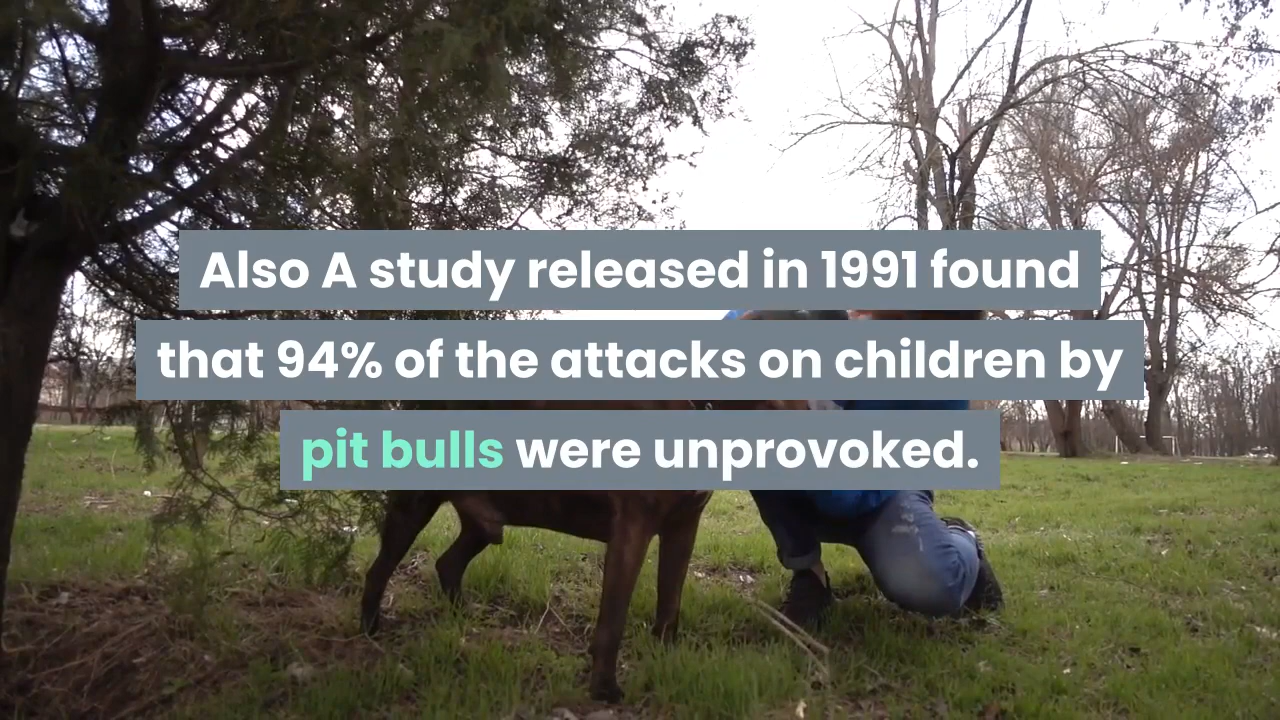 Also A study released in 1991 found
that 94% of the attacks on children by
pit bulls were unprovoked.